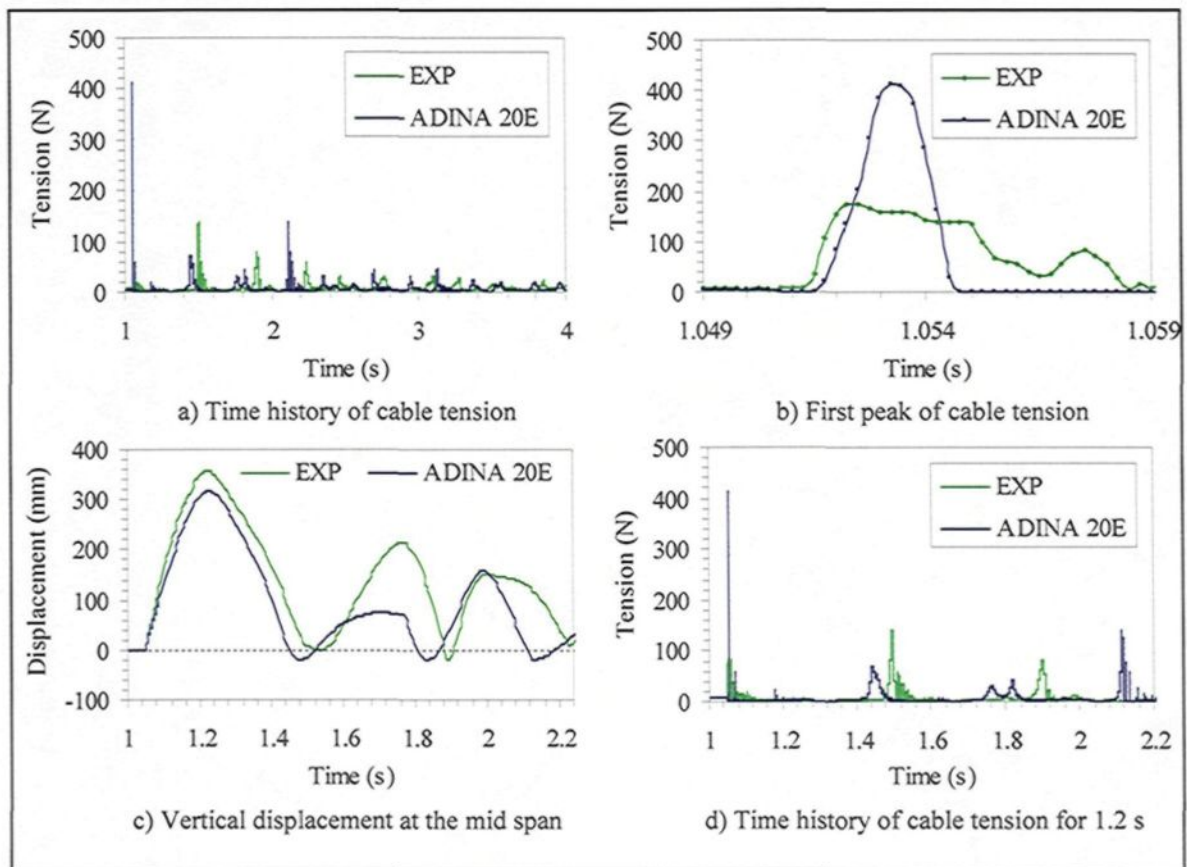 500
400
300
200
100
0
Tension (N)
EXP
ADINA 20E
1 2 3 4
Time (s)
a) Time history of cable tension
500
400
300
200
100
0
Tension (N)
EXP
ADINA 20E
1.049 1.054 1.059
Time (s)
b) First peak of cable tension
400
300
200
100
0
-100
Displacement (mm)
EXP ADINA 20E
1 1.2 1.4 1.6 1.8 2 2.2
Time (s)
c) Vertical displacement at the mid span
500
400
300
200
100
0
Tension (N)
EXP
ADINA 20E
1 1.2 1.4 1.6 1.8 2 2.2
Time (s)
d) Time history of cable tension for 1.2 s